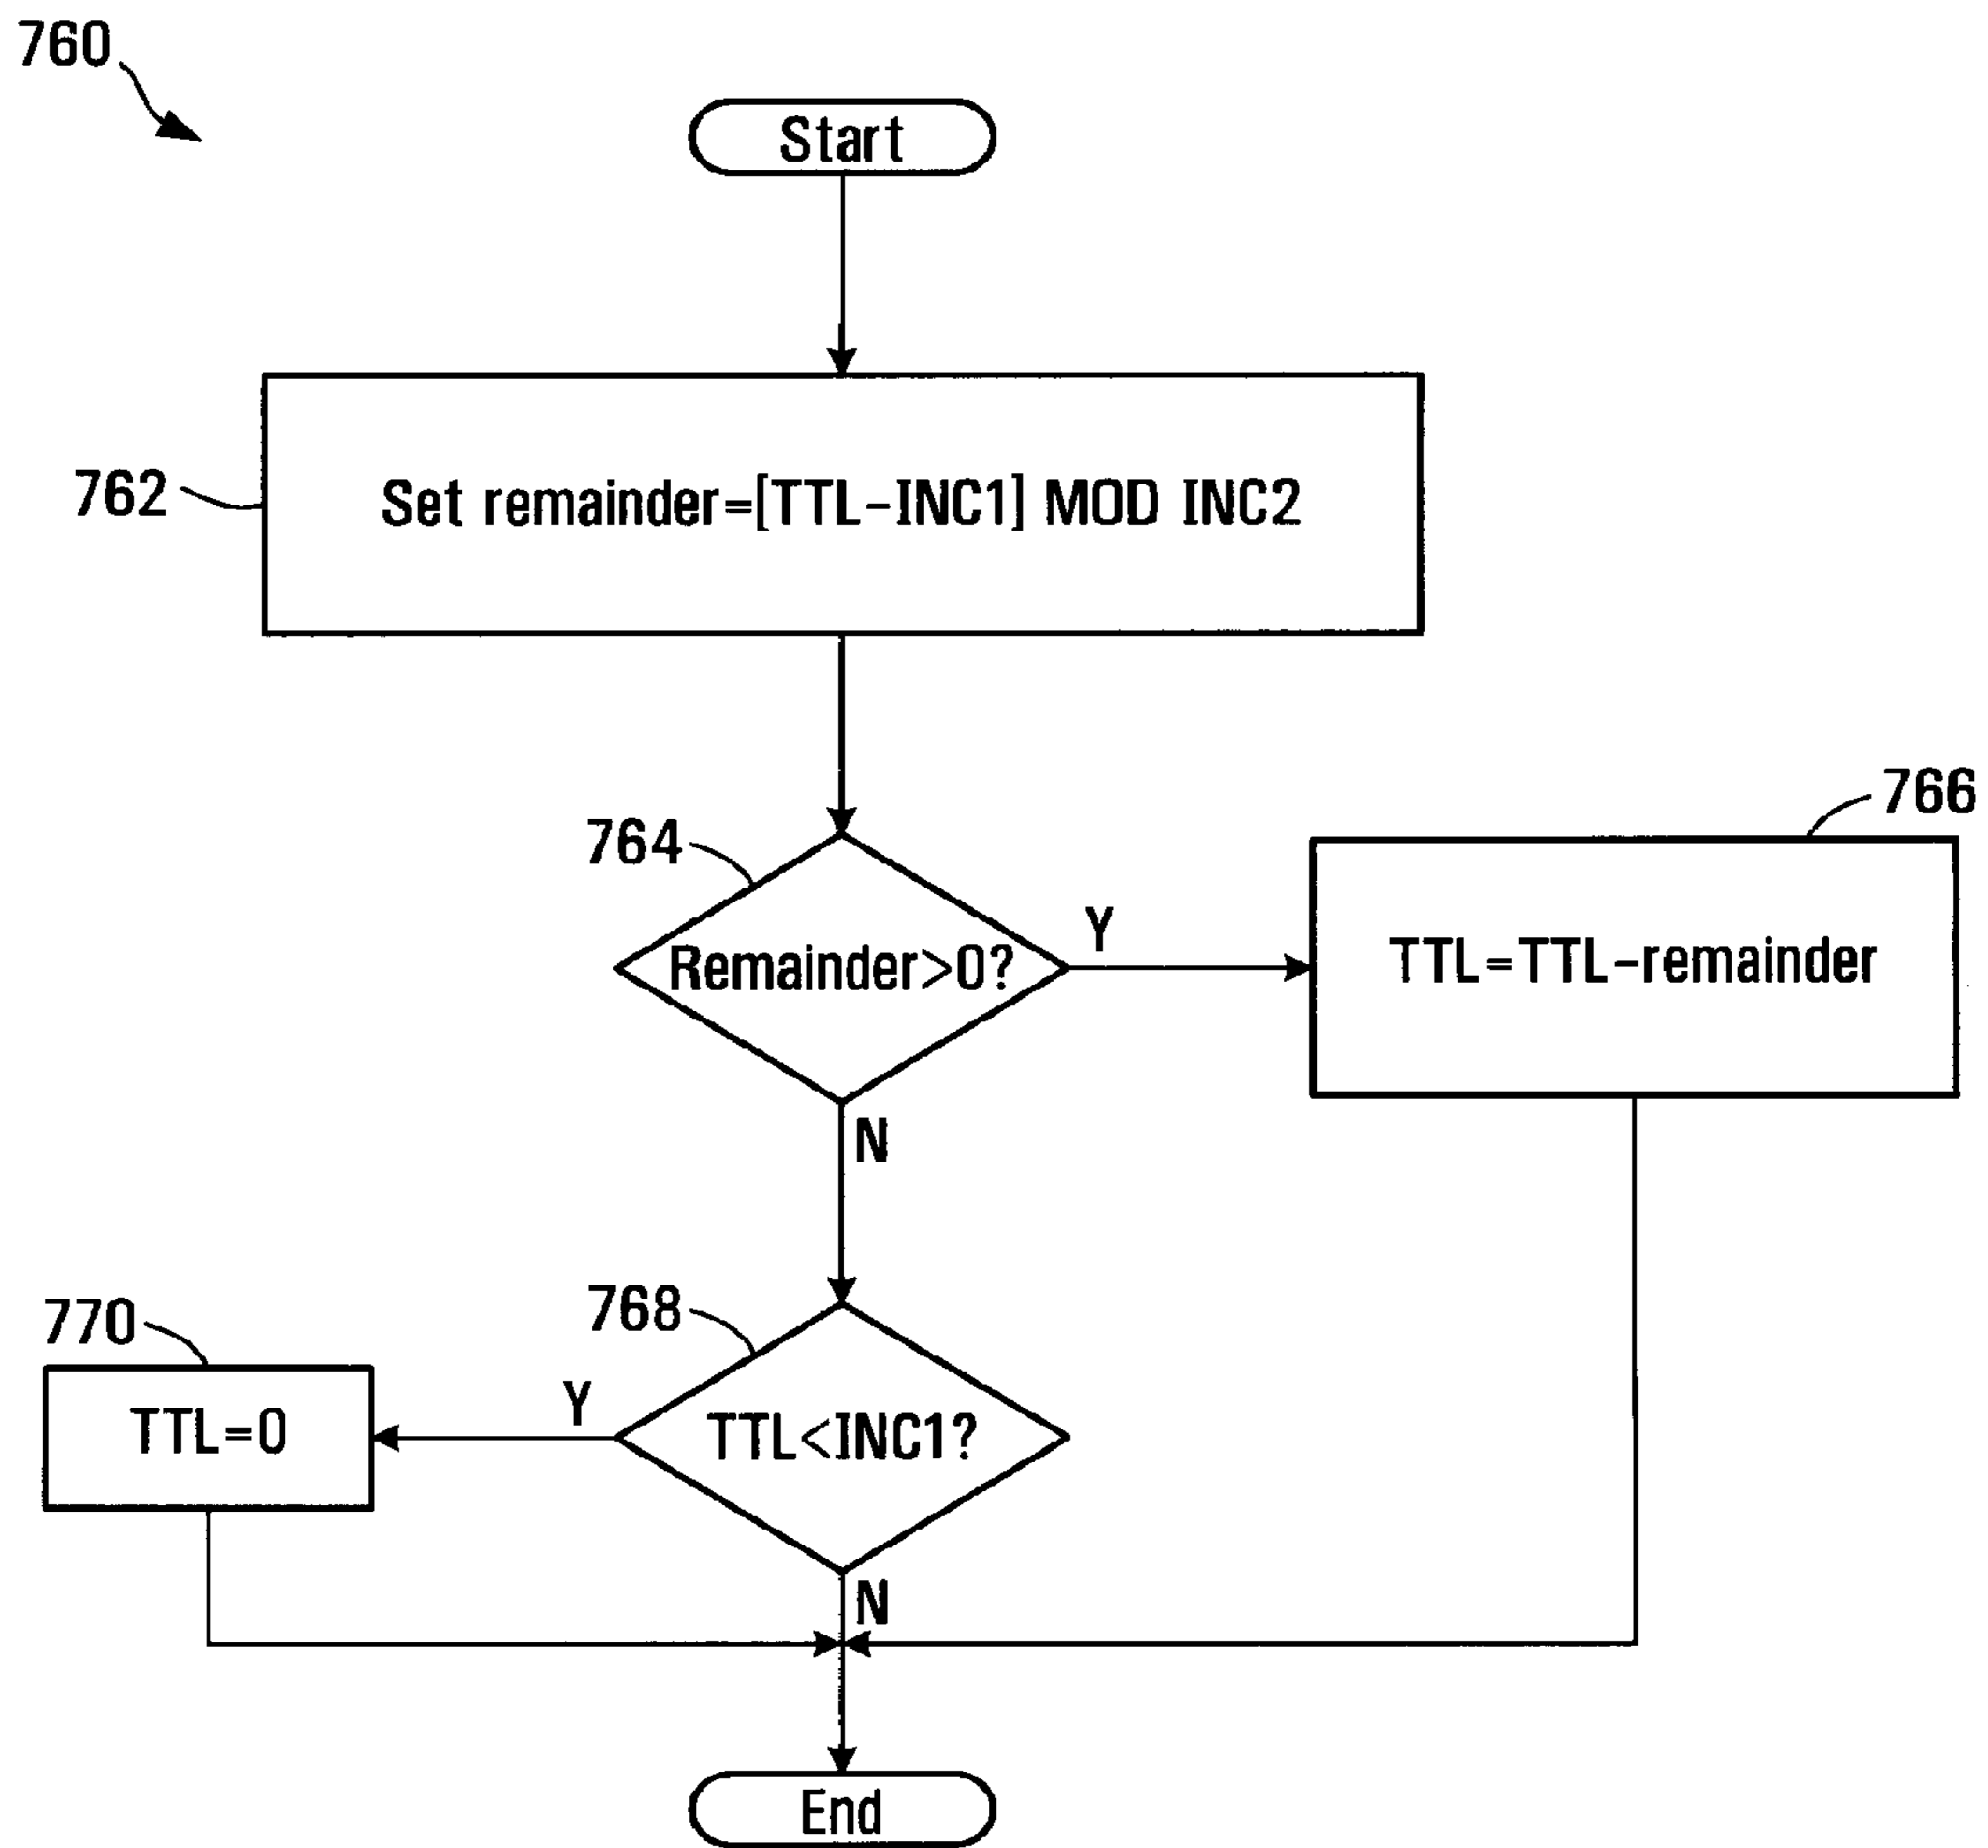 760
Start
762
Set remainder=[TTL-INC1] MOD INC2
766
764
Remainder>0?
Y
TTL=TTL-remainder
N
768
770
TTL<INC1?
Y
TTL=0
N
End